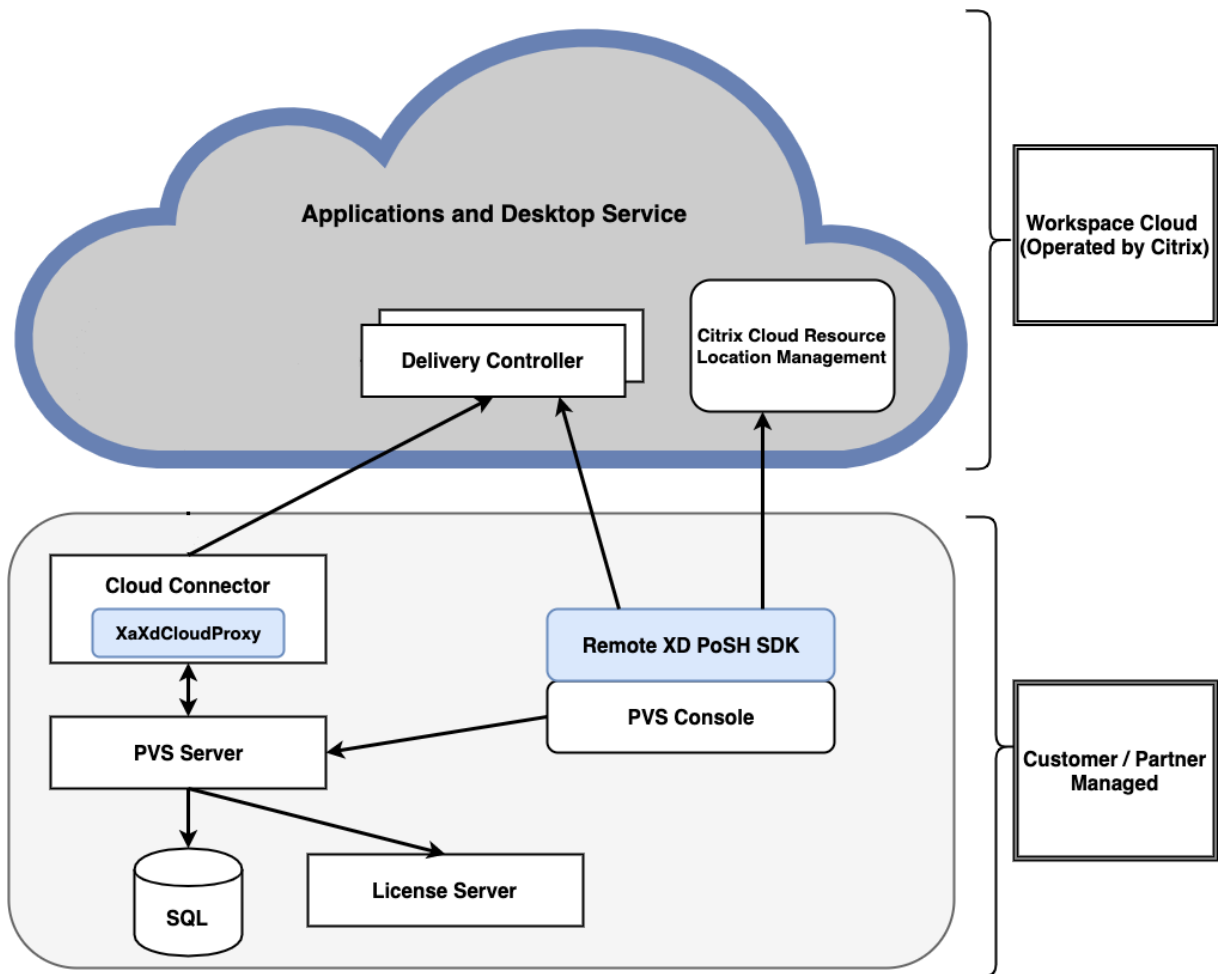 Applications and Desktop Service
Workspace Cloud
(Operated by Citrix)
Citrix Cloud Resource
Location Management
Delivery Controller
Cloud Connector
XaXdCloudProxy
Remote XD PoSH SDK
PVS Console
PVS Server
Customer / Partner
Managed
License Server
SQL